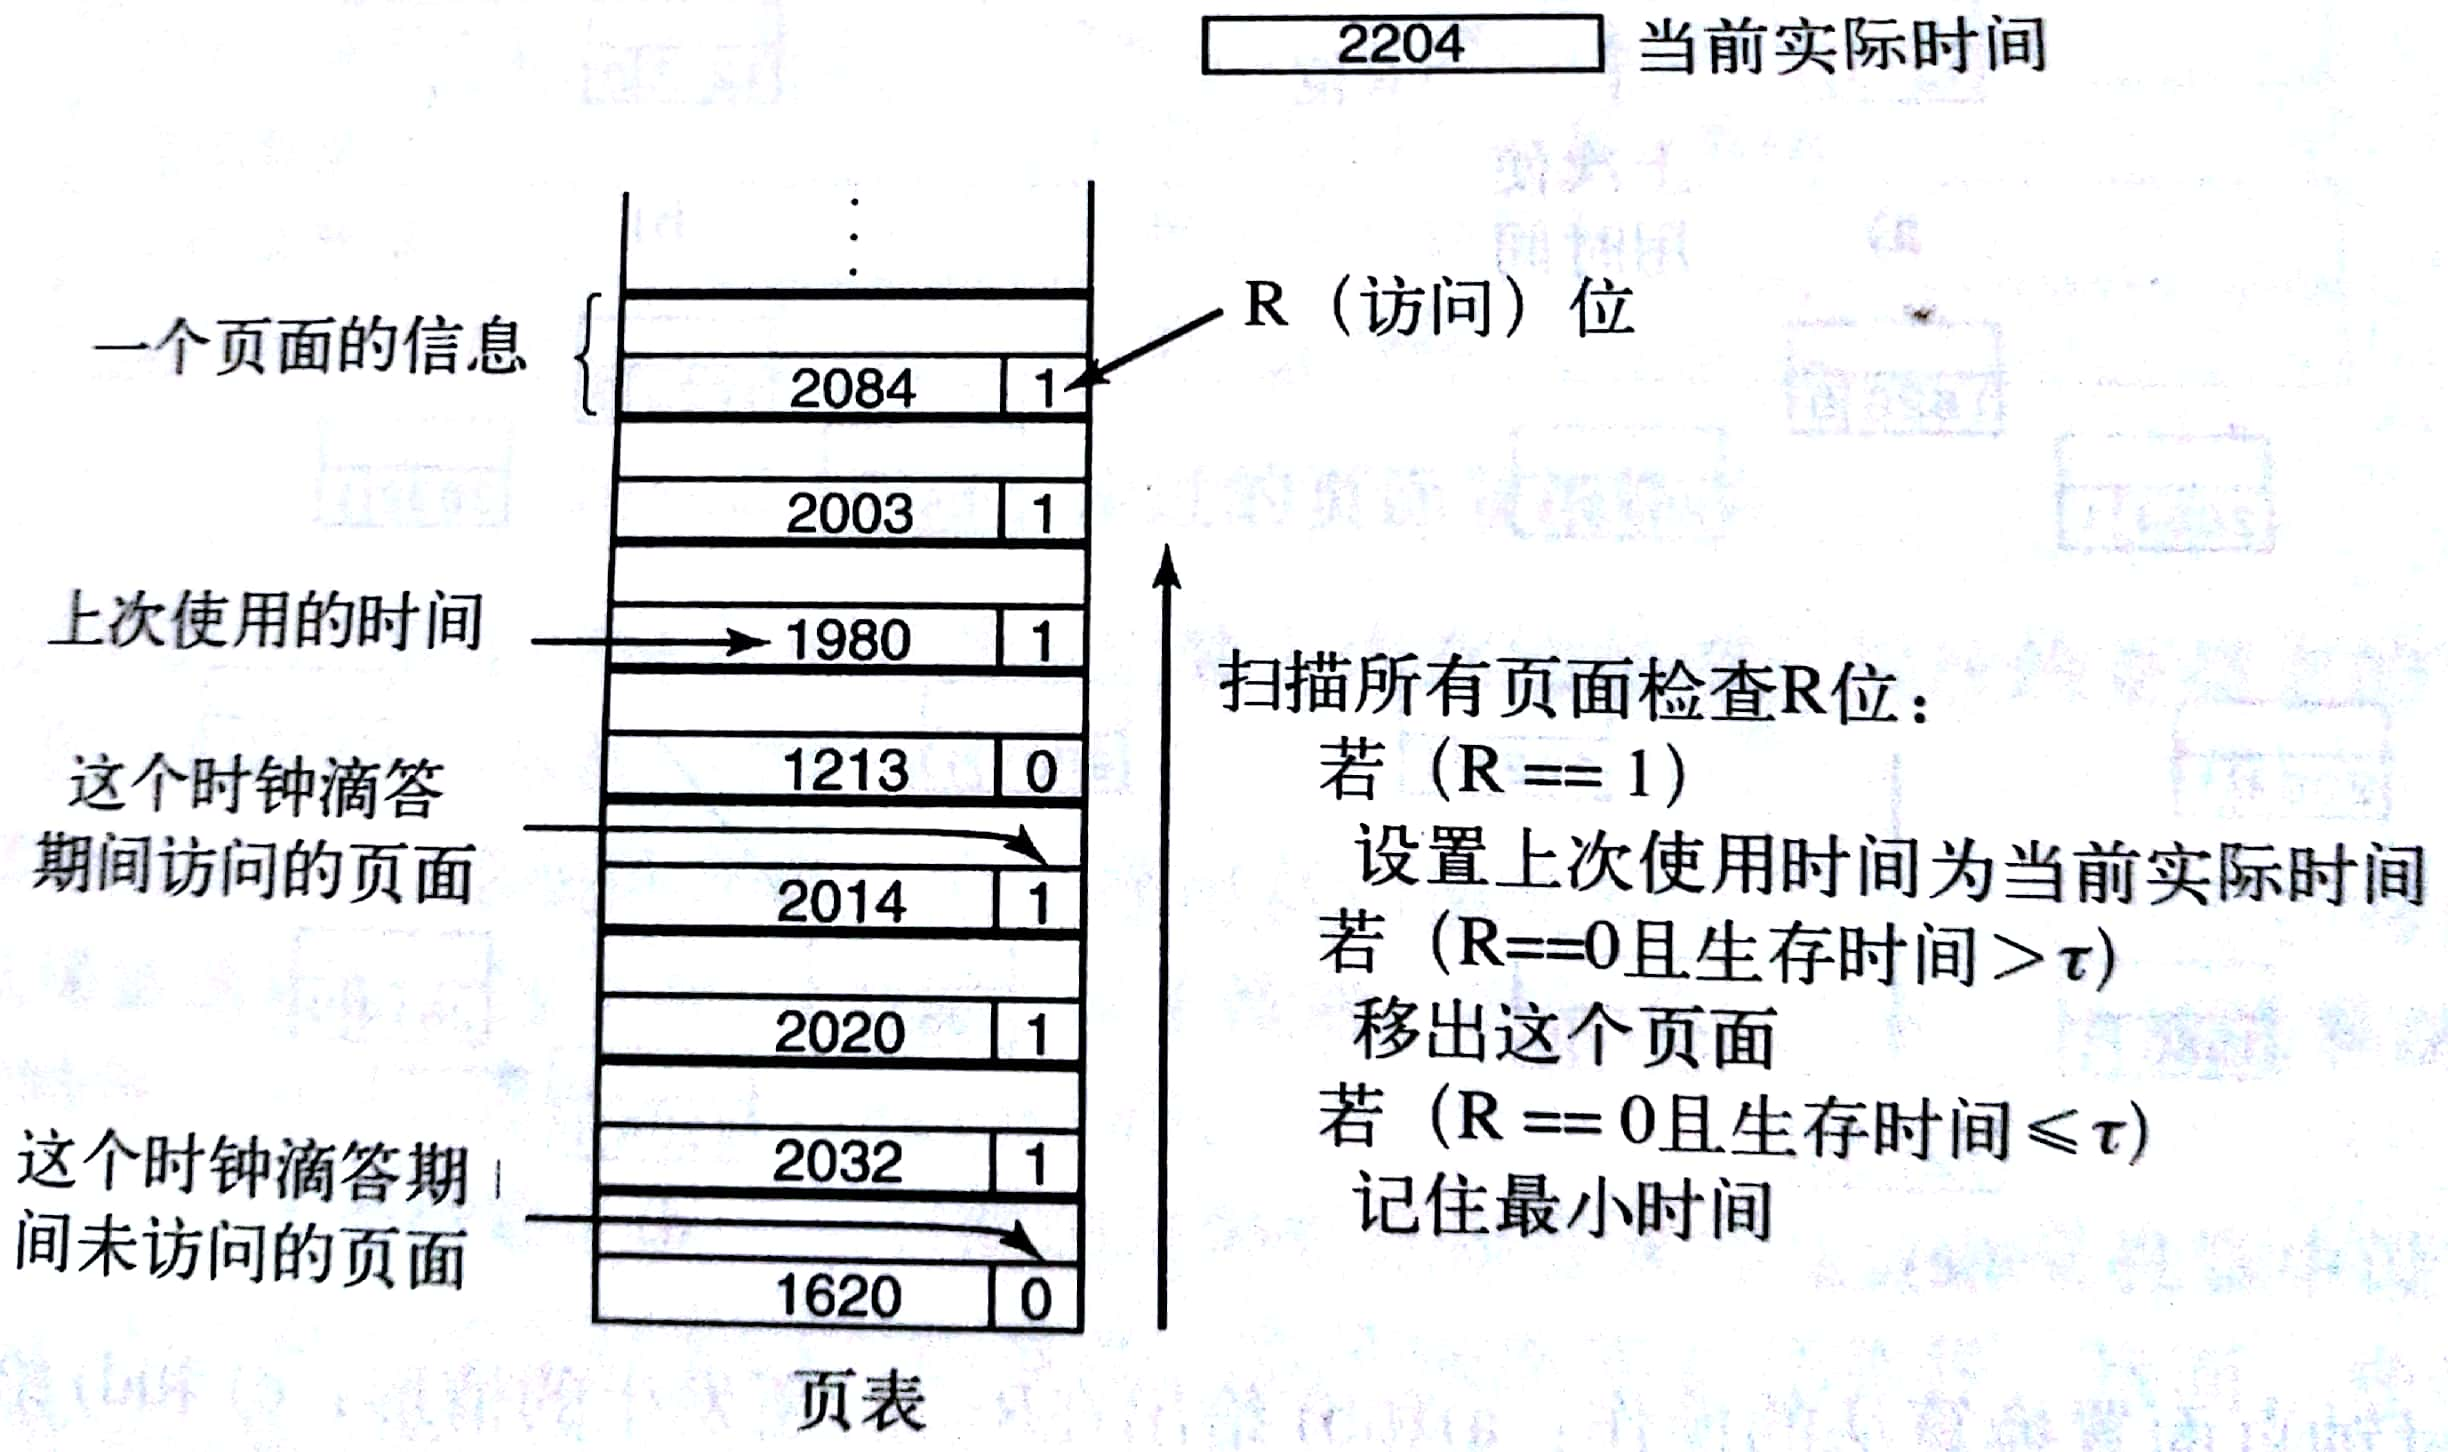 2204 当前实际时间
R（访问）位
一个页面的信息
2084 1
2003 1
上次使用的时间
1980 1
1213 0
这个时钟滴答
期间访问的页面
2014 1
2020 1
2032 1
这个时钟滴答期
间未访问的页面
1620 0
页表
扫描所有页面检查R位：
若（R == 1）
设置上次使用时间为当前实际时间
若（R==0且生存时间＞τ）
移出这个页面
若（R == 0且生存时间≤τ）
记住最小时间